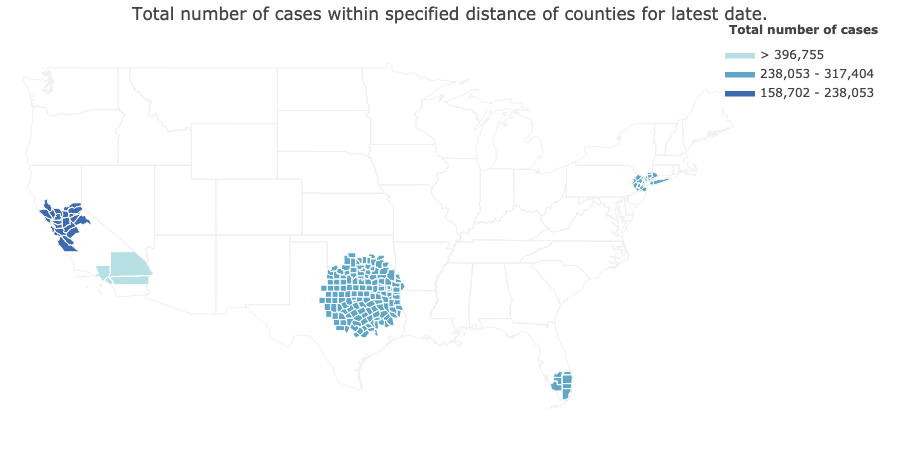 Total number of cases within specified distance of counties for latest date.
Total number of cases
> 396,755
238,053 - 317,404
158,702 - 238,053